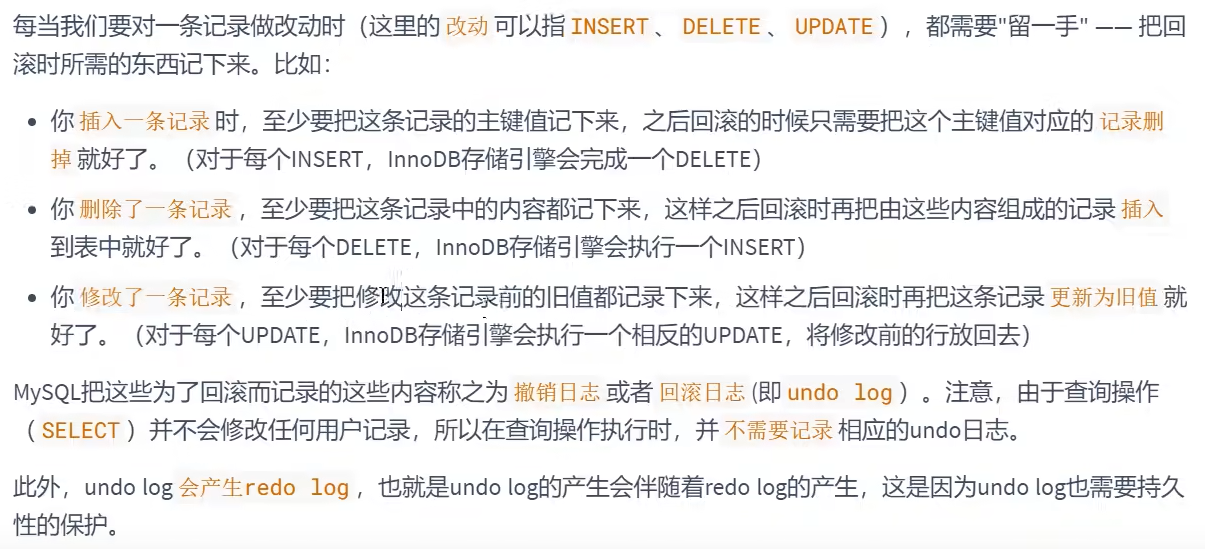 每当我们要对一条记录做改动时（这里的 改动 可以指 INSERT 、 DELETE 、 UPDATE ），都需要"留一手" —— 把回
滚时所需的东西记下来。比如：
• 你 插入一条记录 时，至少要把这条记录的主键值记下来，之后回滚的时候只需要把这个主键值对应的 记录删
掉 就好了。（对于每个INSERT，InnoDB存储引擎会完成一个DELETE）
• 你 删除了一条记录 ，至少要把这条记录中的内容都记下来，这样之后回滚时再把由这些内容组成的记录 插入
到表中就好了。（对于每个DELETE，InnoDB存储引擎会执行一个INSERT）
• 你 修改了一条记录 ，至少要把修改这条记录前的旧值都记录下来，这样之后回滚时再把这条记录 更新为旧值 就
好了。（对于每个UPDATE，InnoDB存储引擎会执行一个相反的UPDATE，将修改前的行放回去）
MySQL把这些为了回滚而记录的这些内容称之为 撤销日志 或者 回滚日志 (即 undo log ）。注意，由于查询操作
（ SELECT ）并不会修改任何用户记录，所以在查询操作执行时，并 不需要记录 相应的undo日志。
此外，undo log 会产生redo log ，也就是undo log的产生会伴随着redo log的产生，这是因为undo log也需要持久
性的保护。